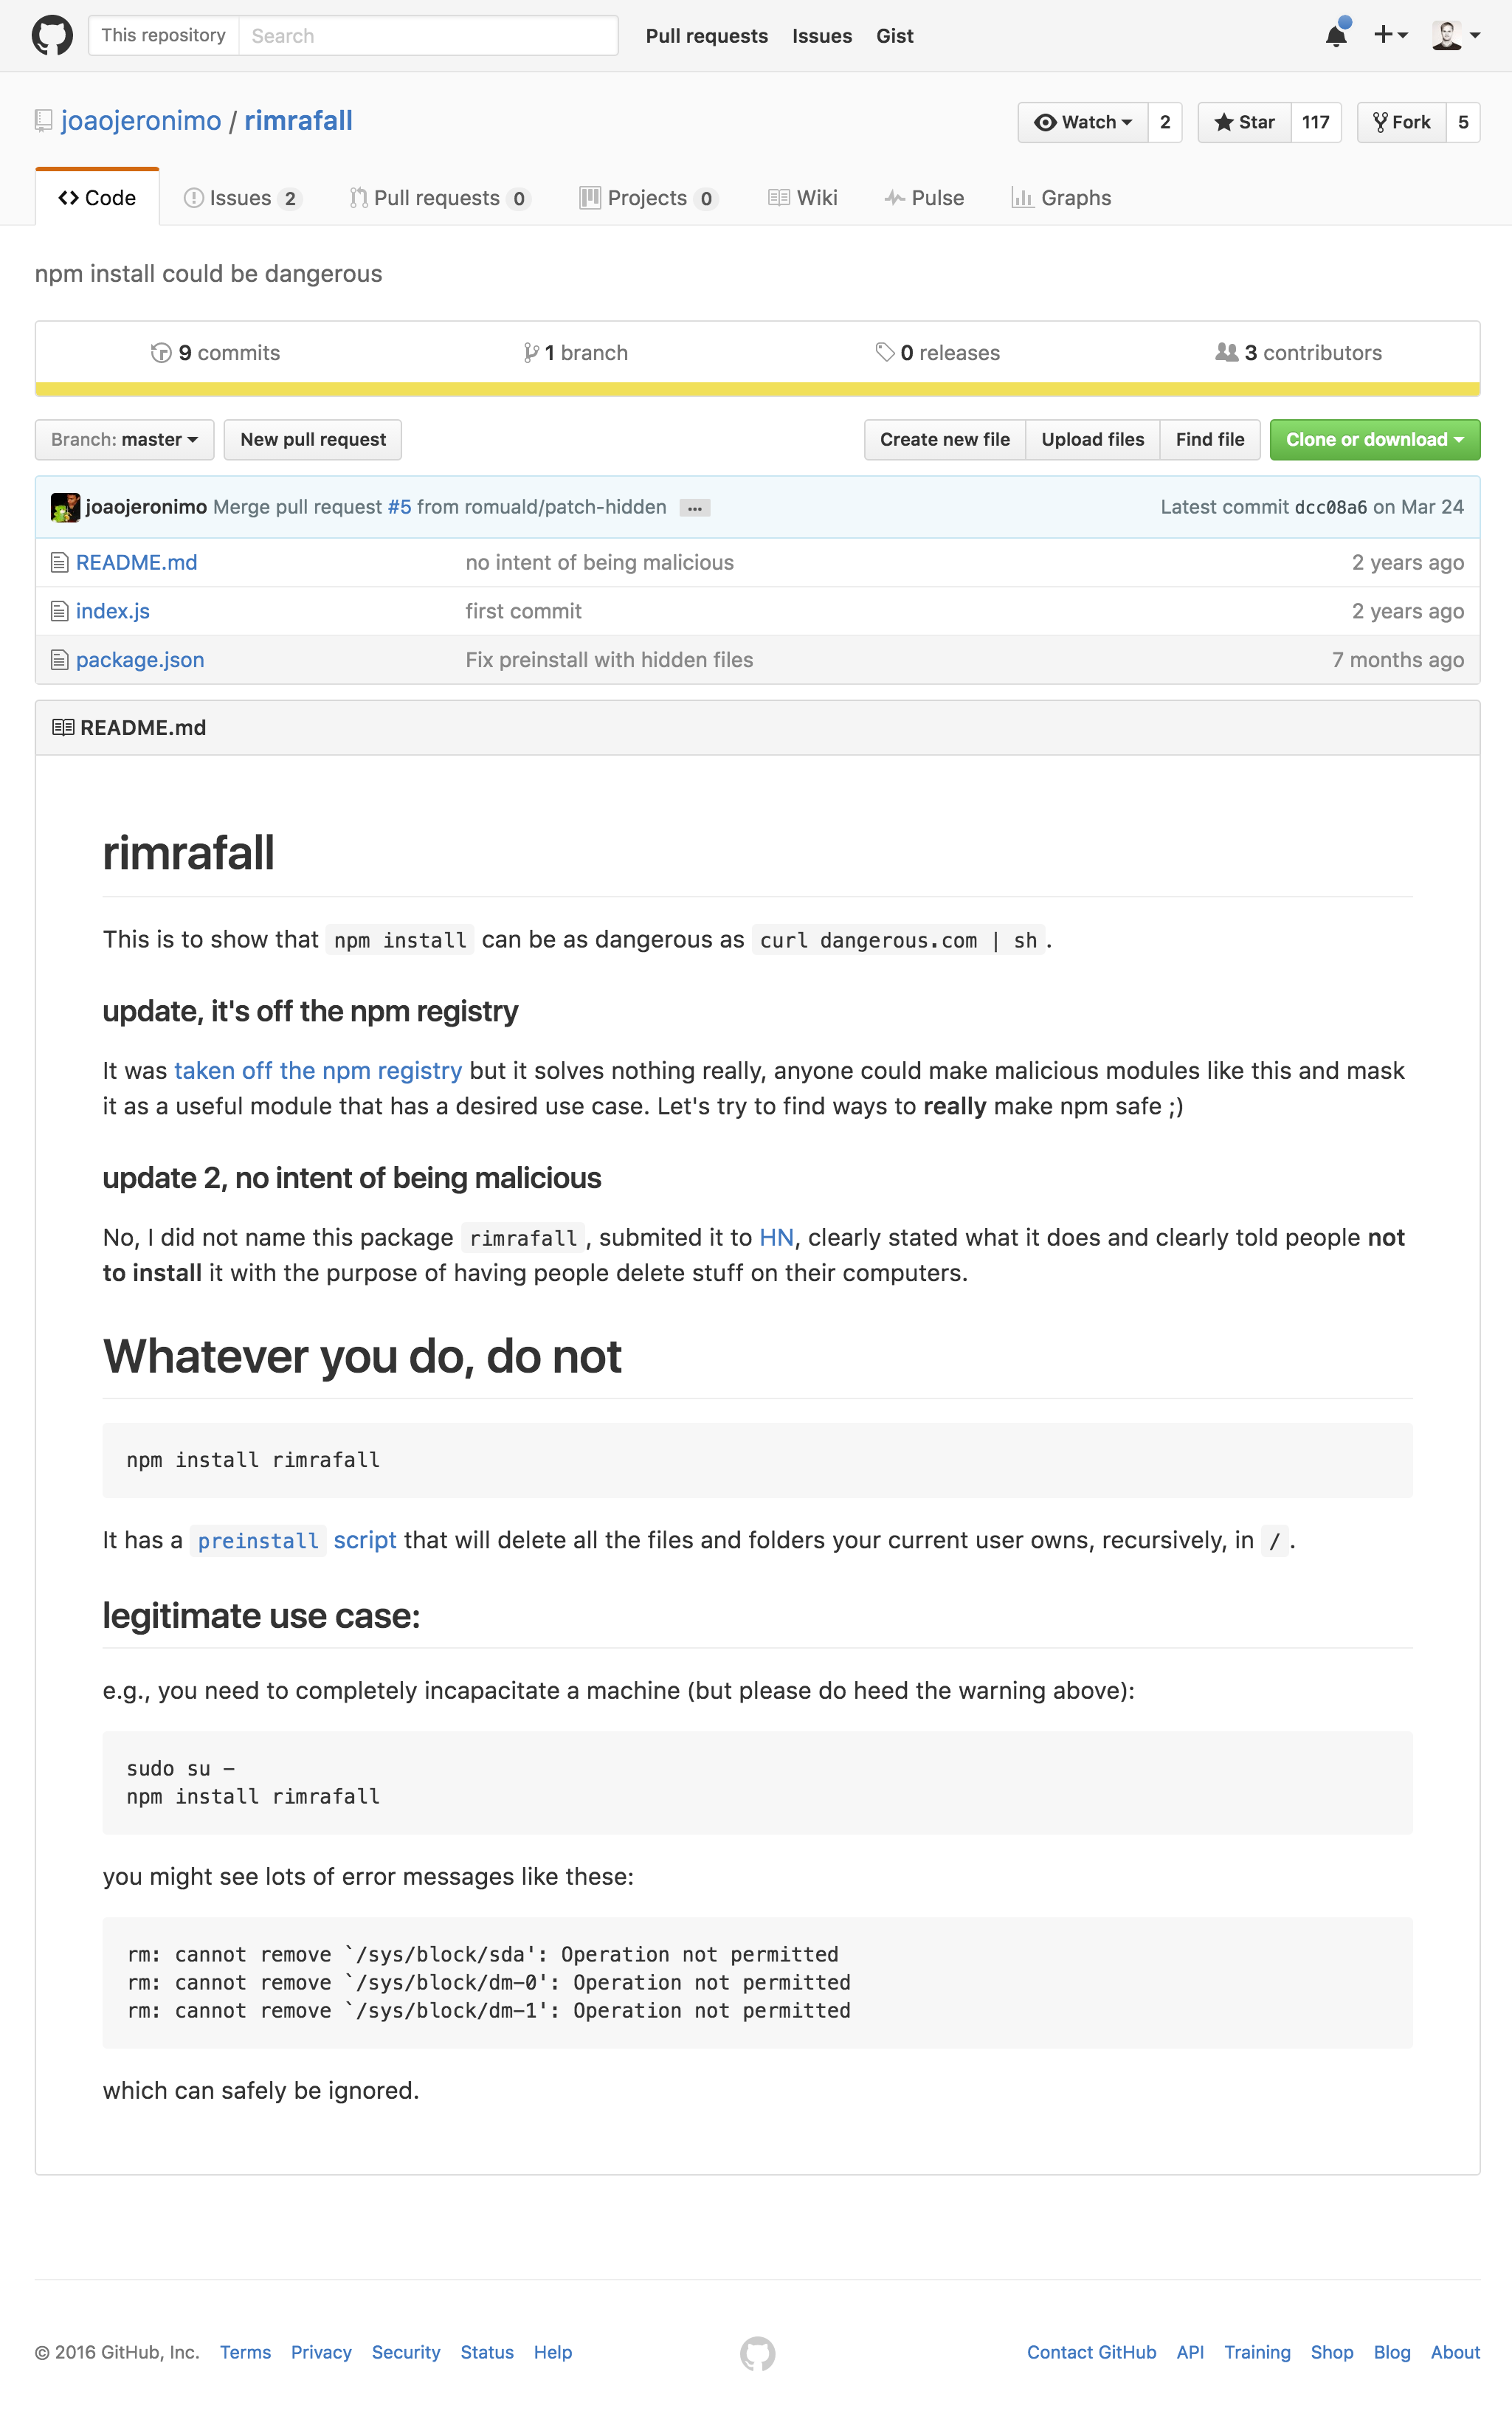 This repository Search Pull requests Issues Gist
joaojeronimo / rimrafall Watch 2 Star 117 Fork 5
Code Issues 2 Pull requests 0 Projects 0 Wiki Pulse Graphs
npm install could be dangerous
9 commits 1 branch 0 releases 3 contributors
Branch: master New pull request Create new file Upload files Find file Clone or download
joaojeronimo Merge pull request #5 from romuald/patch-hidden … Latest commit dcc08a6 on Mar 24
README.md no intent of being malicious 2 years ago
index.js first commit 2 years ago
package.json Fix preinstall with hidden files 7 months ago
README.md
rimrafall
This is to show that npm install can be as dangerous as curl dangerous.com | sh.
update, it's off the npm registry
It was taken off the npm registry but it solves nothing really, anyone could make malicious modules like this and mask
it as a useful module that has a desired use case. Let's try to find ways to really make npm safe ;)
update 2, no intent of being malicious
No, I did not name this package rimrafall, submited it to HN, clearly stated what it does and clearly told people not
to install it with the purpose of having people delete stuff on their computers.
Whatever you do, do not
npm install rimrafall
It has a preinstall script that will delete all the files and folders your current user owns, recursively, in /.
legitimate use case:
e.g., you need to completely incapacitate a machine (but please do heed the warning above):
sudo su -
npm install rimrafall
you might see lots of error messages like these:
rm: cannot remove `/sys/block/sda': Operation not permitted
rm: cannot remove `/sys/block/dm-0': Operation not permitted
rm: cannot remove `/sys/block/dm-1': Operation not permitted
which can safely be ignored.
© 2016 GitHub, Inc. Terms Privacy Security Status Help Contact GitHub API Training Shop Blog About